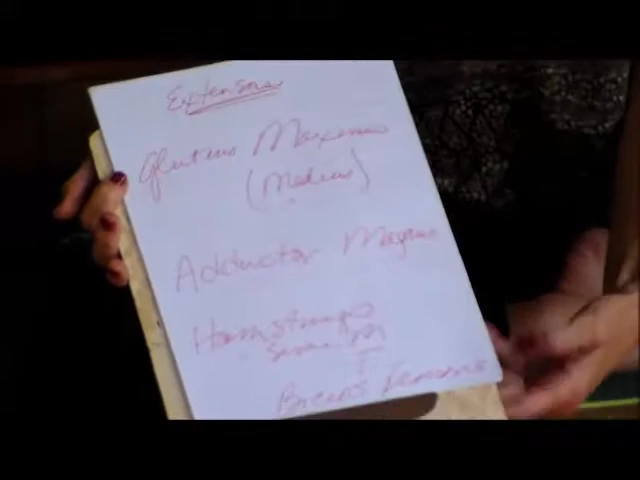 Extensors
Gluteus Maximus
(Medius)
Adductor Magnus
Hamstrings
Biceps Femoris